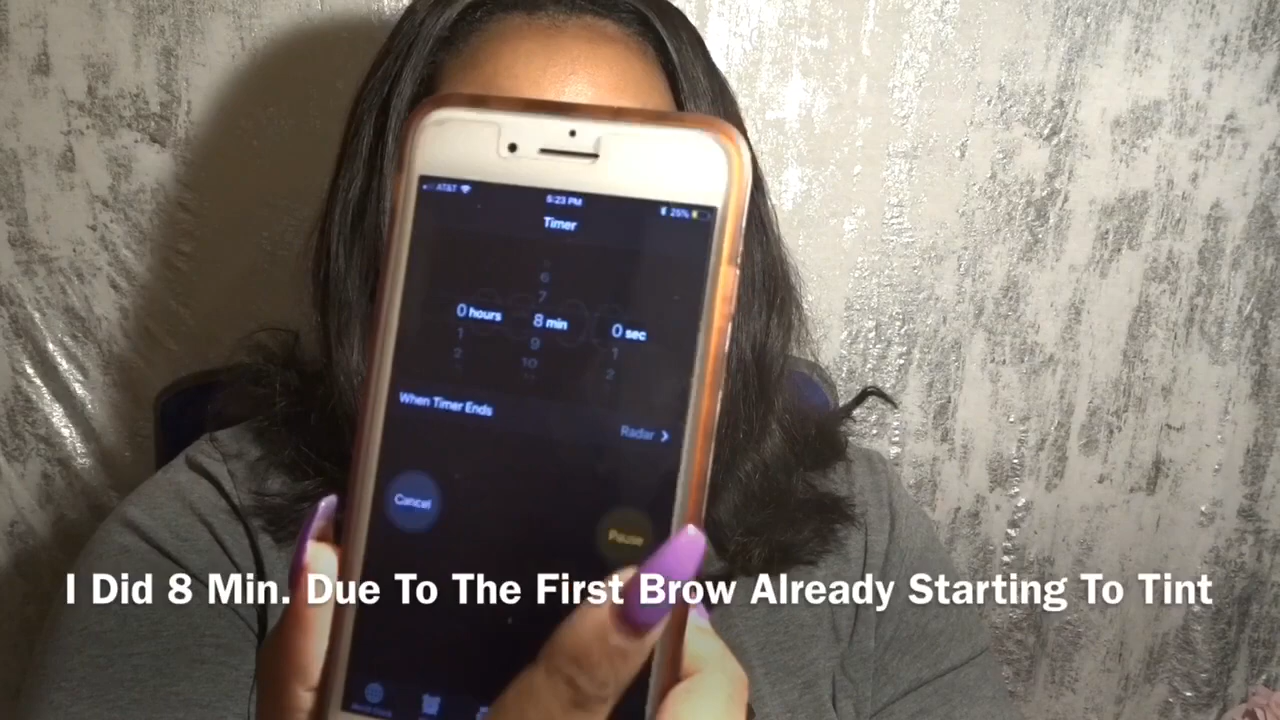 AT&T
5:23 PM
25%
Timer
6
7
0 hours 8 min 0 sec
1 9 1
2 10 2
When Timer Ends
Radar >
Cancel
Pause
I Did 8 Min. Due To The First Brow Already Starting To Tint